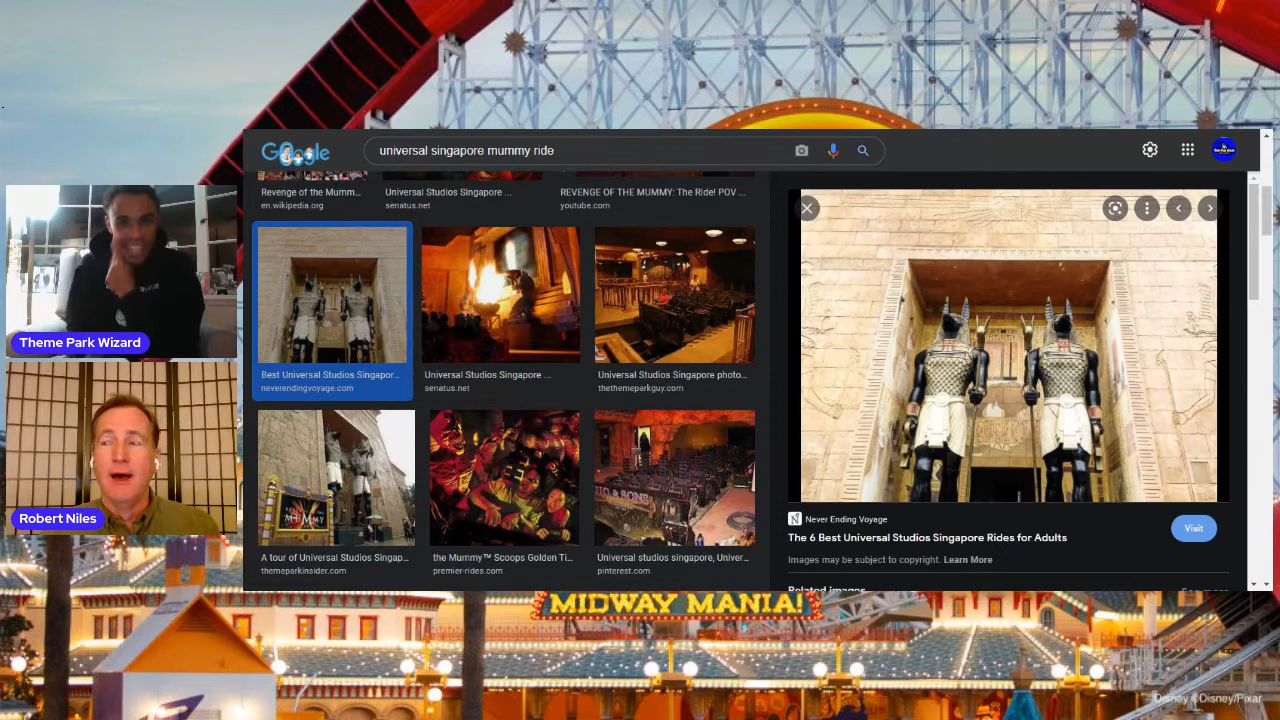 Google
universal singapore mummy ride
Revenge of the Mumm...
en.wikipedia.org
Universal Studios Singapore ...
senatus.net
REVENGE OF THE MUMMY: The Ride! POV ...
youtube.com
Theme Park Wizard
Robert Niles
Best Universal Studios Singapor...
neverendingvoyage.com
Universal Studios Singapore ...
senatus.net
Universal Studios Singapore photo...
thethemeparkguy.com
MUMMY
& SONS
A tour of Universal Studios Singap...
themeparkinsider.com
the Mummy™ Scoops Golden Ti...
premier-rides.com
Universal studios singapore, Univer...
pinterest.com
N
Never Ending Voyage
The 6 Best Universal Studios Singapore Rides for Adults
Visit
Images may be subject to copyright. Learn More
Related images
See more
MIDWAY MANIA!
©Disney ©Disney/Pixar